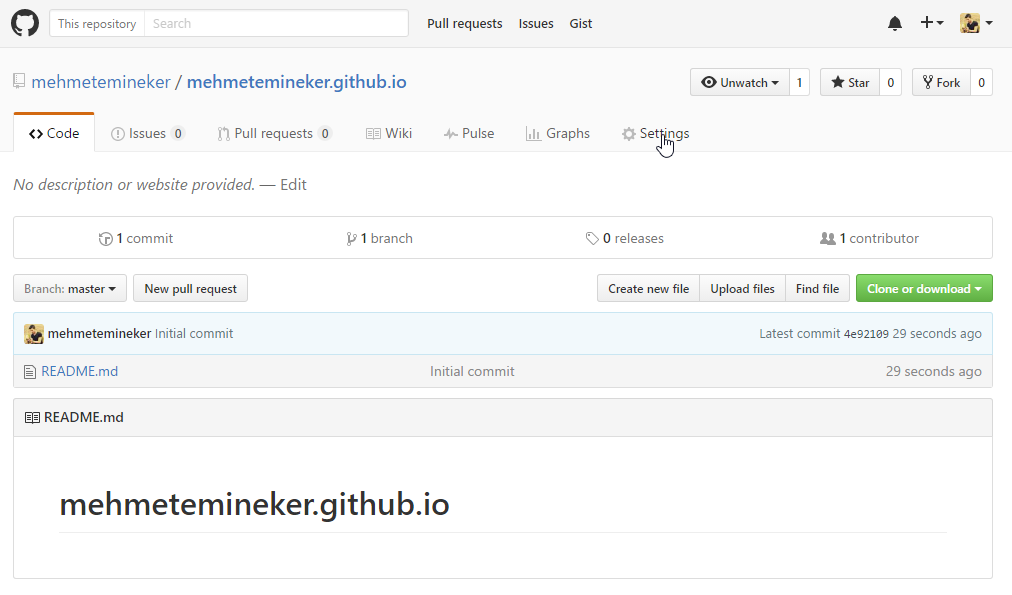 This repository Search Pull requests Issues Gist
mehmetemineker / mehmetemineker.github.io Unwatch 1 Star 0 Fork 0
Code Issues 0 Pull requests 0 Wiki Pulse Graphs Settings
No description or website provided. — Edit
1 commit 1 branch 0 releases 1 contributor
Branch: master New pull request Create new file Upload files Find file Clone or download
mehmetemineker Initial commit Latest commit 4e92109 29 seconds ago
README.md Initial commit 29 seconds ago
README.md
mehmetemineker.github.io